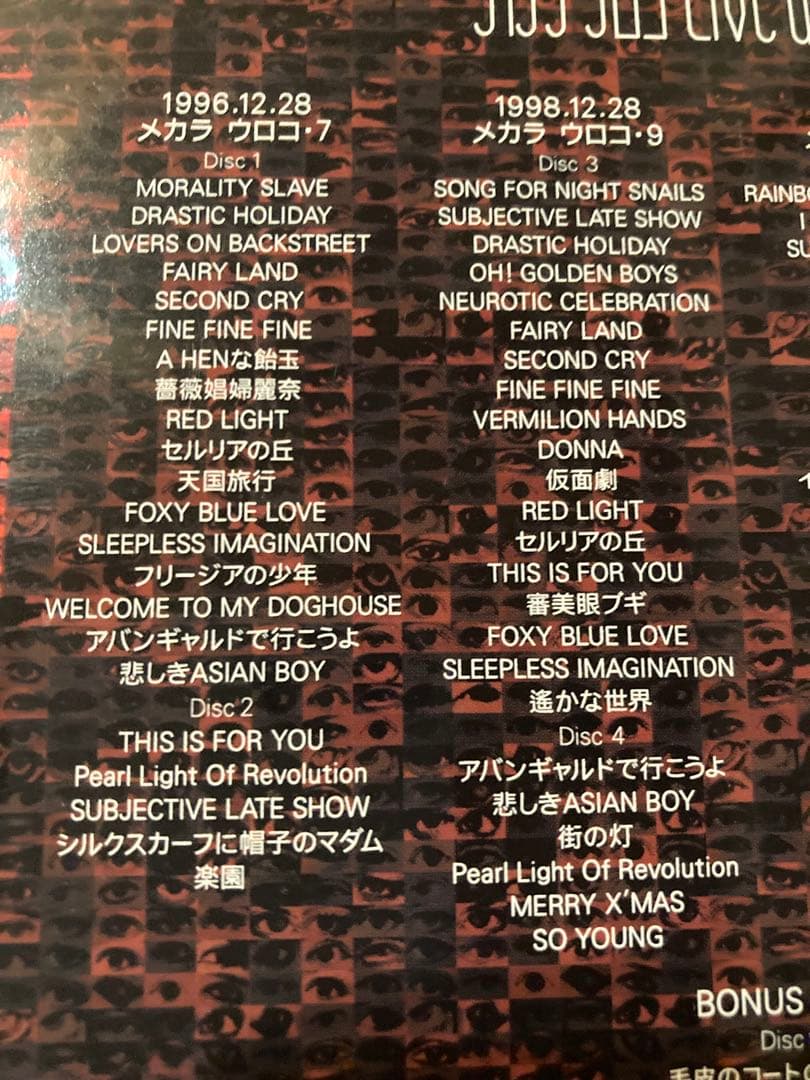 1996.12.28
メカラ ウロコ・7
Disc 1
MORALITY SLAVE
DRASTIC HOLIDAY
LOVERS ON BACKSTREET
FAIRY LAND
SECOND CRY
FINE FINE FINE
A HENな飴玉
薔薇娼婦麗奈
RED LIGHT
セルリアの丘
天国旅行
FOXY BLUE LOVE
SLEEPLESS IMAGINATION
フリージアの少年
WELCOME TO MY DOGHOUSE
アバンギャルドで行こうよ
悲しきASIAN BOY
Disc 2
THIS IS FOR YOU
Pearl Light Of Revolution
SUBJECTIVE LATE SHOW
シルクスカーフに帽子のマダム
楽園
1998.12.28
メカラ ウロコ・9
Disc 3
SONG FOR NIGHT SNAILS
SUBJECTIVE LATE SHOW
DRASTIC HOLIDAY
OH! GOLDEN BOYS
NEUROTIC CELEBRATION
FAIRY LAND
SECOND CRY
FINE FINE FINE
VERMILION HANDS
DONNA
仮面劇
RED LIGHT
セルリアの丘
THIS IS FOR YOU
審美眼ブギ
FOXY BLUE LOVE
SLEEPLESS IMAGINATION
遙かな世界
Disc 4
アバンギャルドで行こうよ
悲しきASIAN BOY
街の灯
Pearl Light Of Revolution
MERRY X'MAS
SO YOUNG
BONUS
Disc